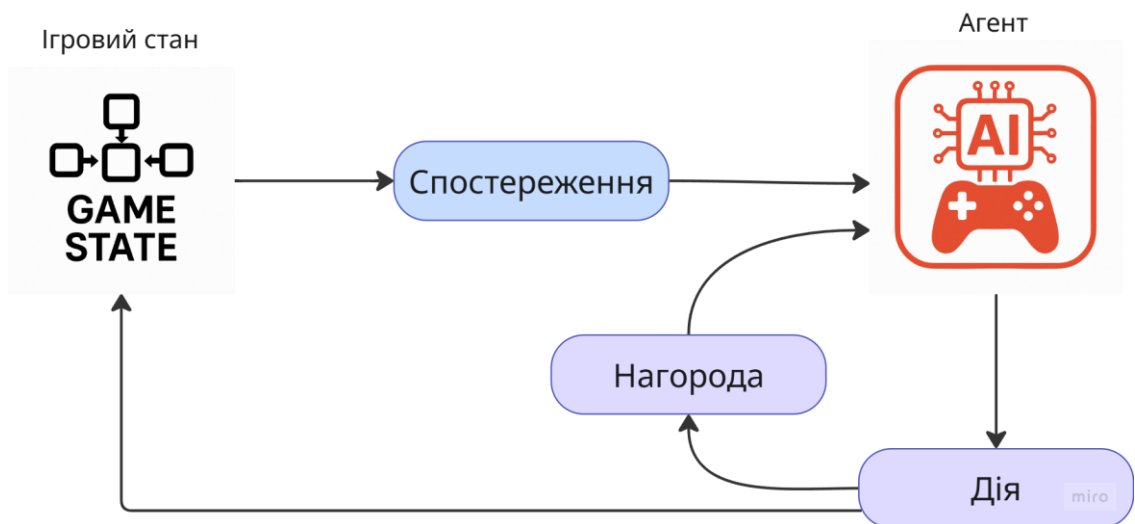 Ігровий стан
Агент
AI
GAME
STATE
Спостереження
Нагорода
Дія
miro